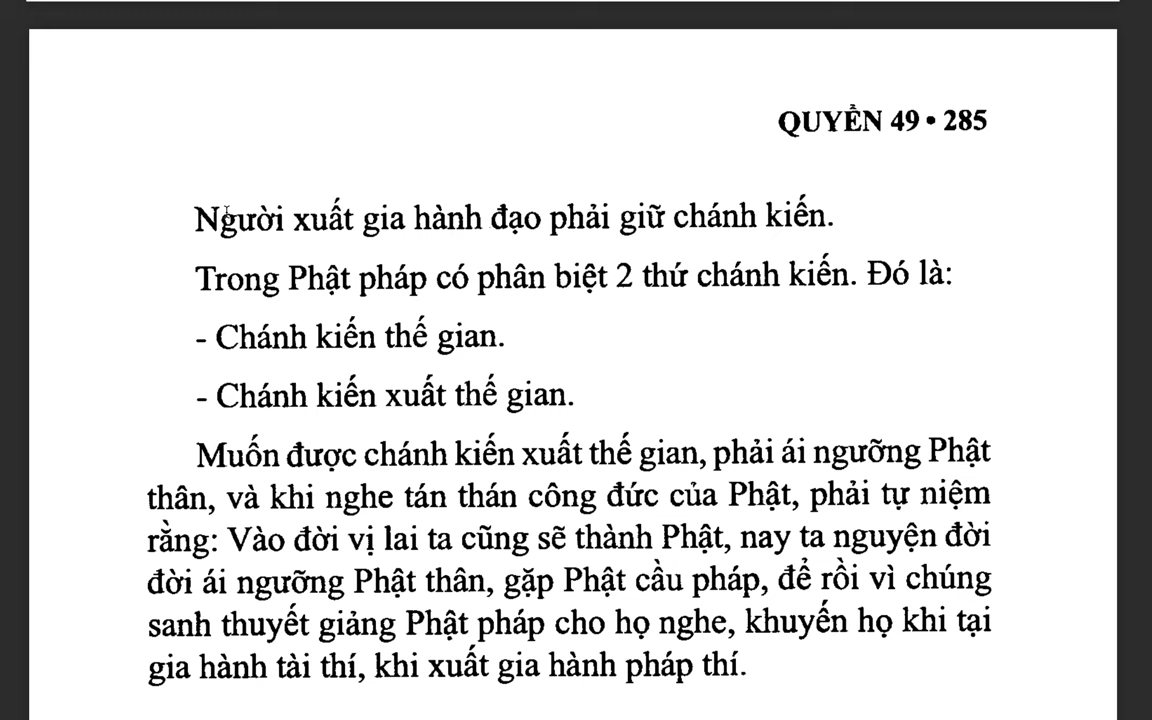 QUYỂN 49 • 285
Người xuất gia hành đạo phải giữ chánh kiến.
Trong Phật pháp có phân biệt 2 thứ chánh kiến. Đó là:
- Chánh kiến thế gian.
- Chánh kiến xuất thế gian.
Muốn được chánh kiến xuất thế gian, phải ái ngưỡng Phật
thân, và khi nghe tán thán công đức của Phật, phải tự niệm
rằng: Vào đời vị lai ta cũng sẽ thành Phật, nay ta nguyện đời
đời ái ngưỡng Phật thân, gặp Phật cầu pháp, để rồi vì chúng
sanh thuyết giảng Phật pháp cho họ nghe, khuyến họ khi tại
gia hành tài thí, khi xuất gia hành pháp thí.